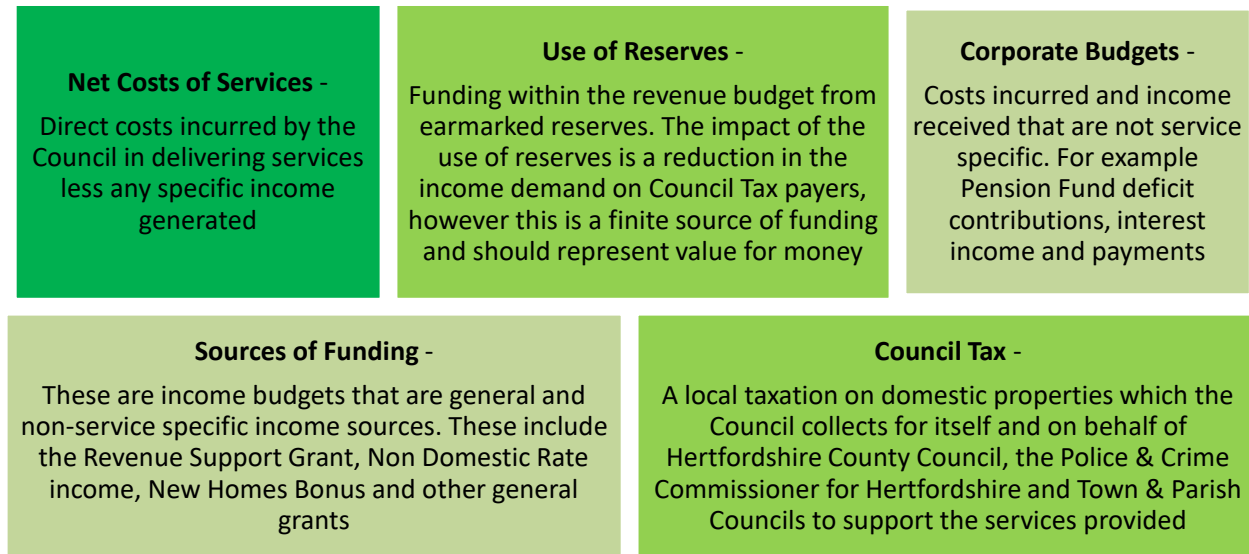 Net Costs of Services -
Direct costs incurred by the
Council in delivering services
less any specific income
generated
Use of Reserves -
Funding within the revenue budget from
earmarked reserves. The impact of the
use of reserves is a reduction in the
income demand on Council Tax payers,
however this is a finite source of funding
and should represent value for money
Corporate Budgets -
Costs incurred and income
received that are not service
specific. For example
Pension Fund deficit
contributions, interest
income and payments
Sources of Funding -
These are income budgets that are general and
non-service specific income sources. These include
the Revenue Support Grant, Non Domestic Rate
income, New Homes Bonus and other general
grants
Council Tax -
A local taxation on domestic properties which the
Council collects for itself and on behalf of
Hertfordshire County Council, the Police & Crime
Commissioner for Hertfordshire and Town & Parish
Councils to support the services provided